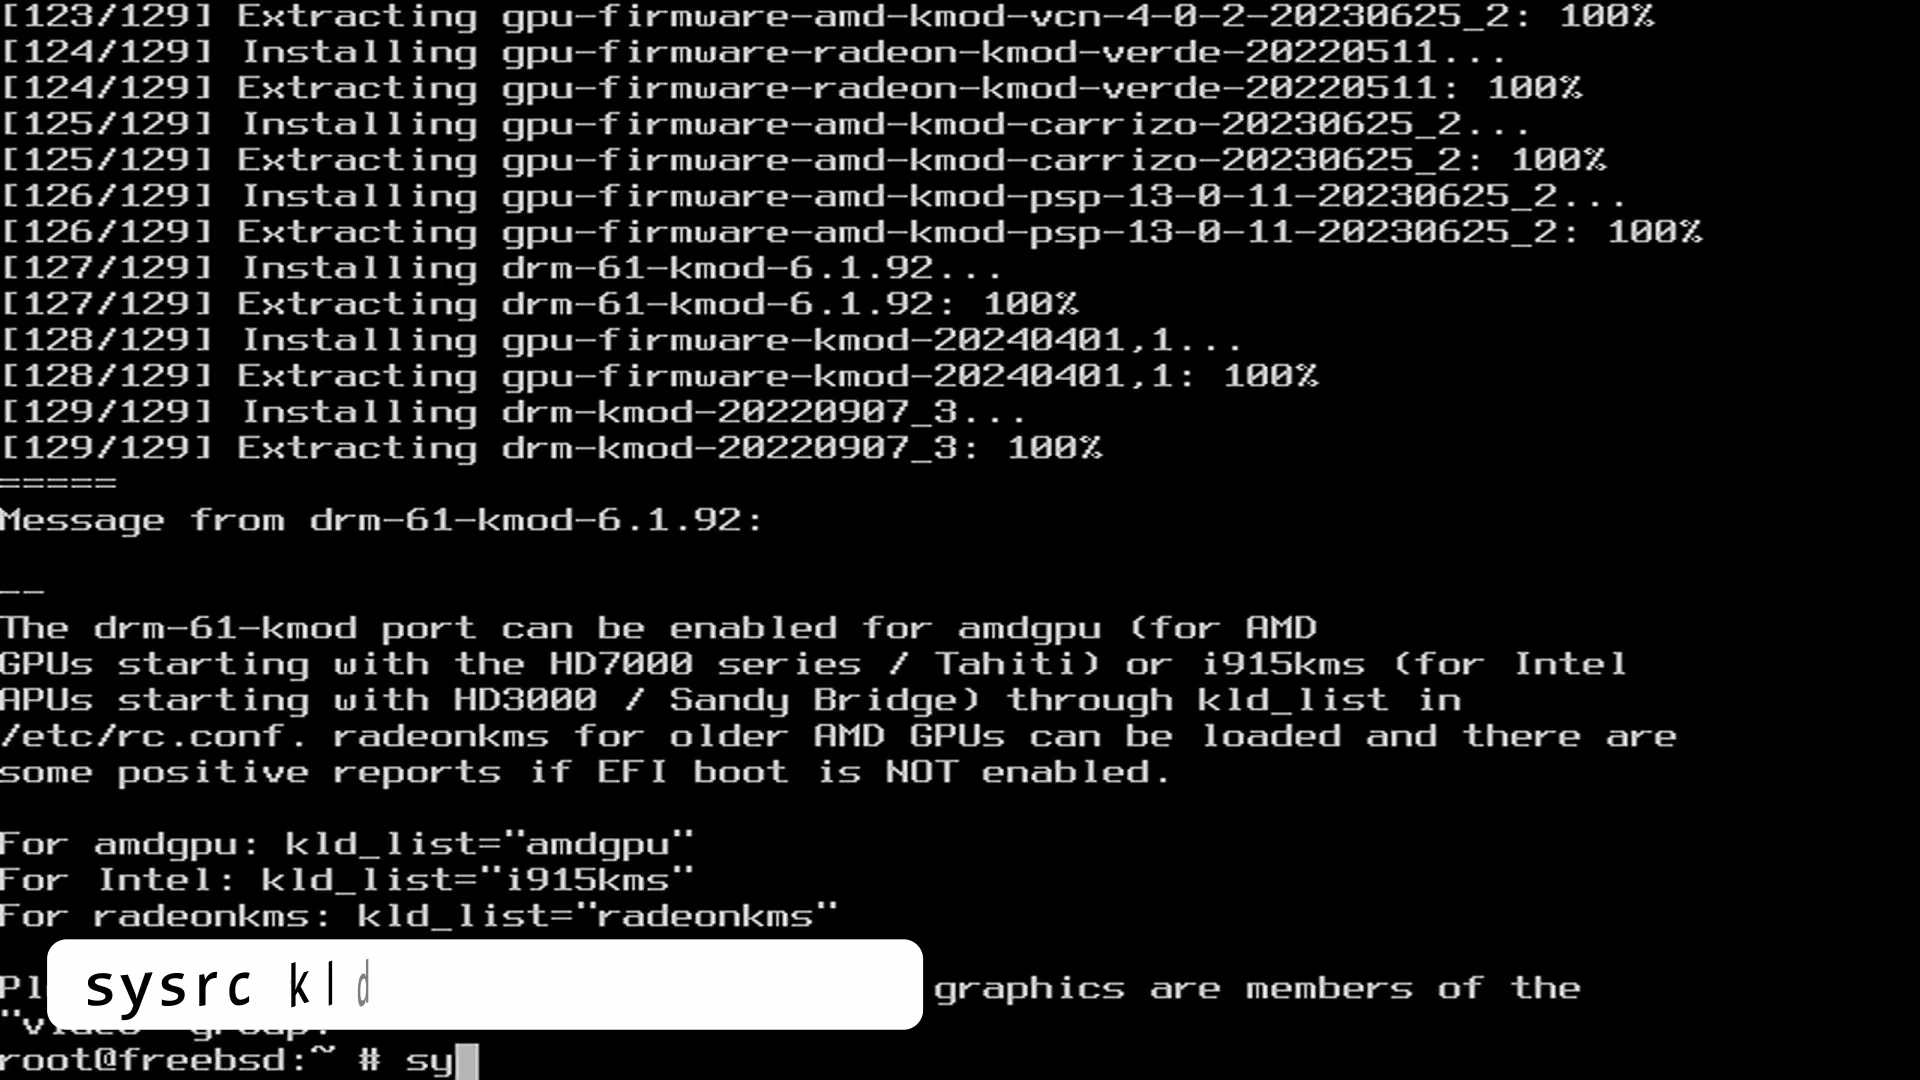 [123/129] Extracting gpu-firmware-amd-kmod-vcn-4-0-2-20230625_2: 100%
[124/129] Installing gpu-firmware-radeon-kmod-verde-20220511...
[124/129] Extracting gpu-firmware-radeon-kmod-verde-20220511: 100%
[125/129] Installing gpu-firmware-amd-kmod-carrizo-20230625_2...
[125/129] Extracting gpu-firmware-amd-kmod-carrizo-20230625_2: 100%
[126/129] Installing gpu-firmware-amd-kmod-psp-13-0-11-20230625_2...
[126/129] Extracting gpu-firmware-amd-kmod-psp-13-0-11-20230625_2: 100%
[127/129] Installing drm-61-kmod-6.1.92...
[127/129] Extracting drm-61-kmod-6.1.92: 100%
[128/129] Installing gpu-firmware-kmod-20240401,1...
[128/129] Extracting gpu-firmware-kmod-20240401,1: 100%
[129/129] Installing drm-kmod-20220907_3...
[129/129] Extracting drm-kmod-20220907_3: 100%
=====
Message from drm-61-kmod-6.1.92:
--
The drm-61-kmod port can be enabled for amdgpu (for AMD
GPUs starting with the HD7000 series / Tahiti) or i915kms (for Intel
APUs starting with HD3000 / Sandy Bridge) through kld_list in
/etc/rc.conf. radeonkms for older AMD GPUs can be loaded and there are
some positive reports if EFI boot is NOT enabled.
For amdgpu: kld_list="amdgpu"
For Intel: kld_list="i915kms"
For radeonkms: kld_list="radeonkms"
sysrc kld
graphics are members of the
root@freebsd:~ # sy